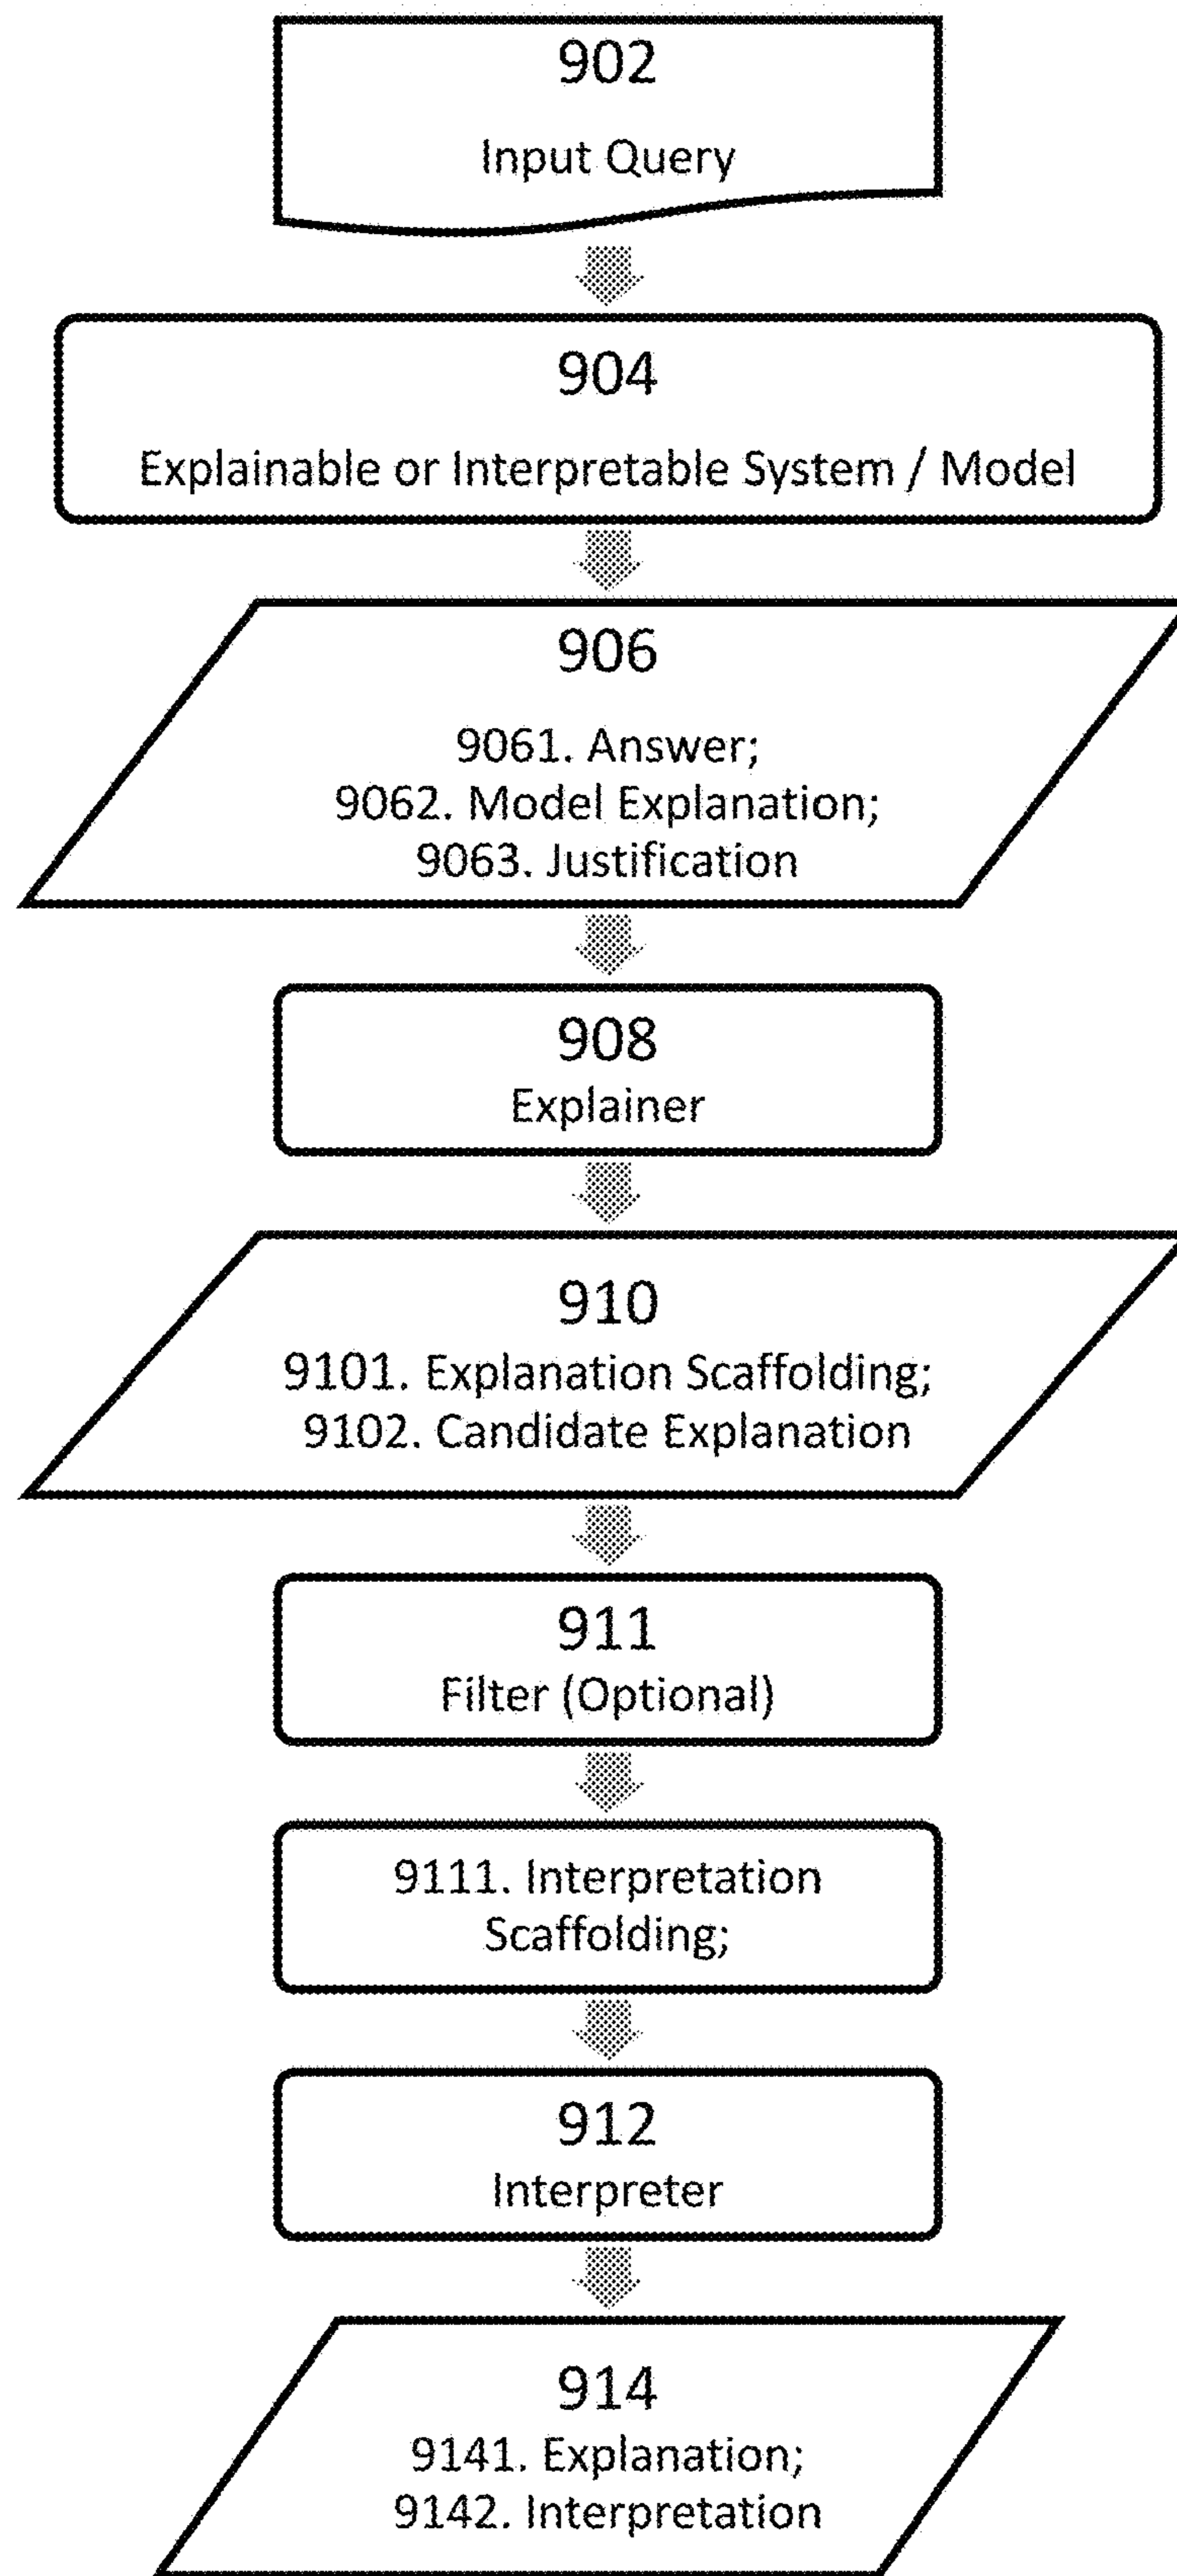 902
Input Query
904
Explainable or Interpretable System / Model
906
9061. Answer;
9062. Model Explanation;
9063. Justification
908
Explainer
910
9101. Explanation Scaffolding;
9102. Candidate Explanation
911
Filter (Optional)
9111. Interpretation
Scaffolding;
912
Interpreter
914
9141. Explanation;
9142. Interpretation